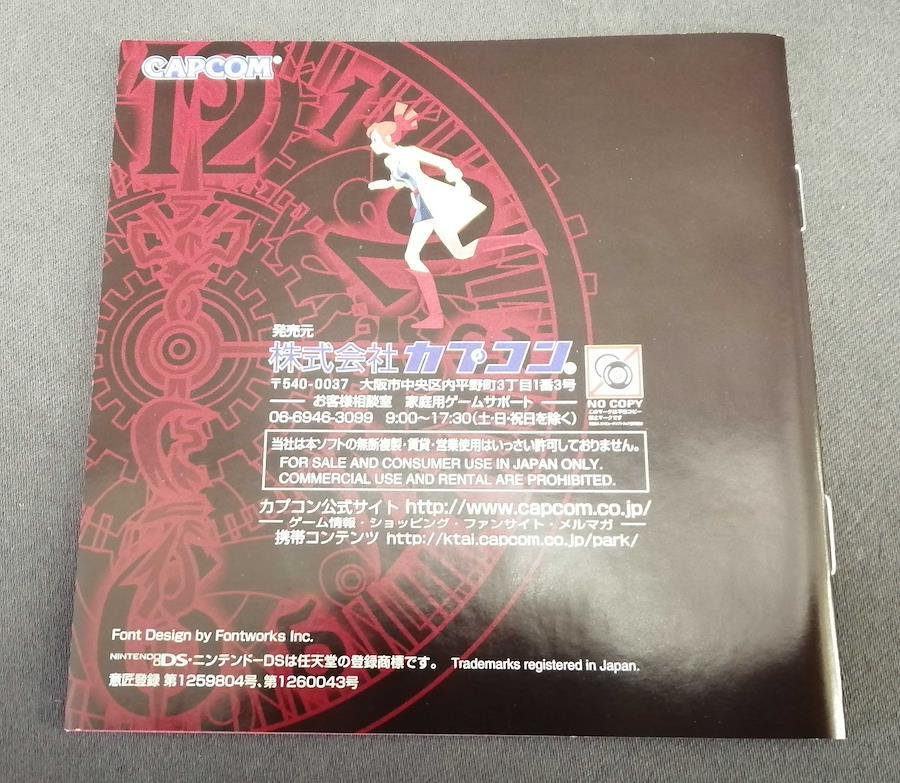 CAPCOM
12
1
発売元
株式会社カプコン
〒540-0037 大阪市中央区内平野町3丁目1番3号
お客様相談室 家庭用ゲームサポート
06-6946-3099 9:00~17:30(土・日・祝日を除く)
NO COPY
当社は本ソフトの無断複製・賃貸・営業使用はいっさい許可しておりません。
FOR SALE AND CONSUMER USE IN JAPAN ONLY.
COMMERCIAL USE AND RENTAL ARE PROHIBITED.
カプコン公式サイト http://www.capcom.co.jp/
ゲーム情報・ショッピング・ファンサイト・メルマガ
携帯コンテンツ http://ktai.capcom.co.jp/park/
Font Design by Fontworks Inc.
NINTENDO DS・ニンテンドーDSは任天堂の登録商標です。 Trademarks registered in Japan.
意匠登録 第1259804号、第1260043号